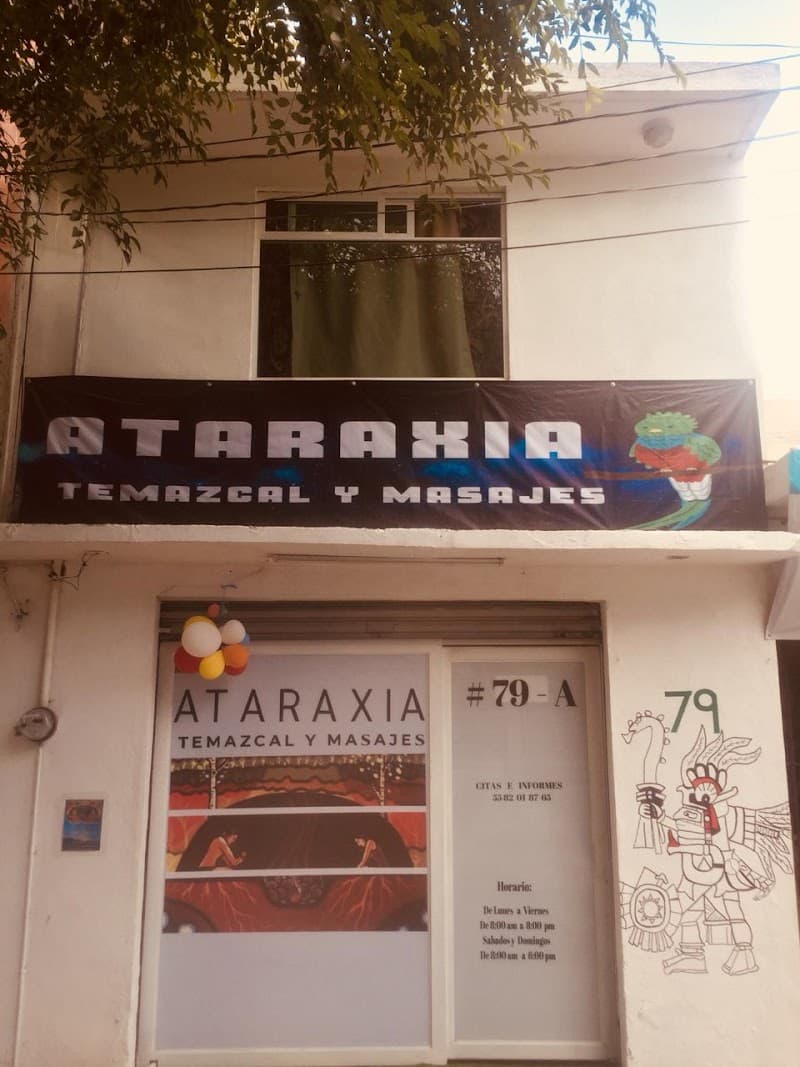 ATARAXIA
TEMAZCAL Y MASAJES
ATARAXIA
TEMAZCAL Y MASAJES
# 79 - A
CITAS E INFORMES
55 82 01 87 65
Horario:
De Lunes a Viernes
De 8:00 am a 8:00 pm
Sabados y Domingos
De 8:00 am a 6:00 pm
79